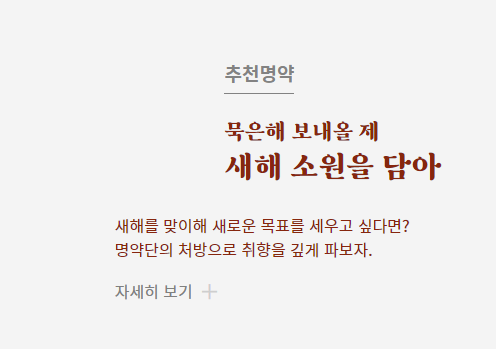 추천명약
묵은해 보내올 제
새해 소원을 담아
새해를 맞이해 새로운 목표를 세우고 싶다면?
명약단의 처방으로 취향을 깊게 파보자.
자세히 보기 +